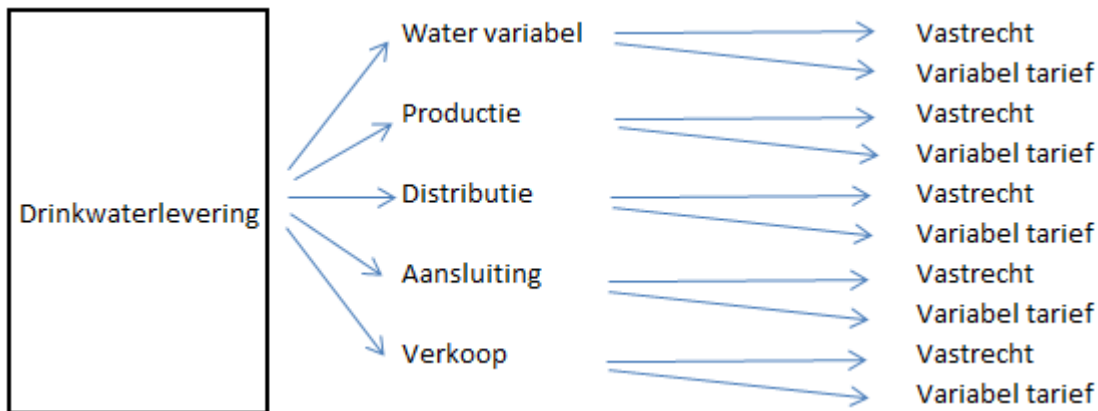 Drinkwaterlevering
Water variabel
Vastrecht
Variabel tarief
Productie
Vastrecht
Variabel tarief
Distributie
Vastrecht
Variabel tarief
Aansluiting
Vastrecht
Variabel tarief
Verkoop
Vastrecht
Variabel tarief